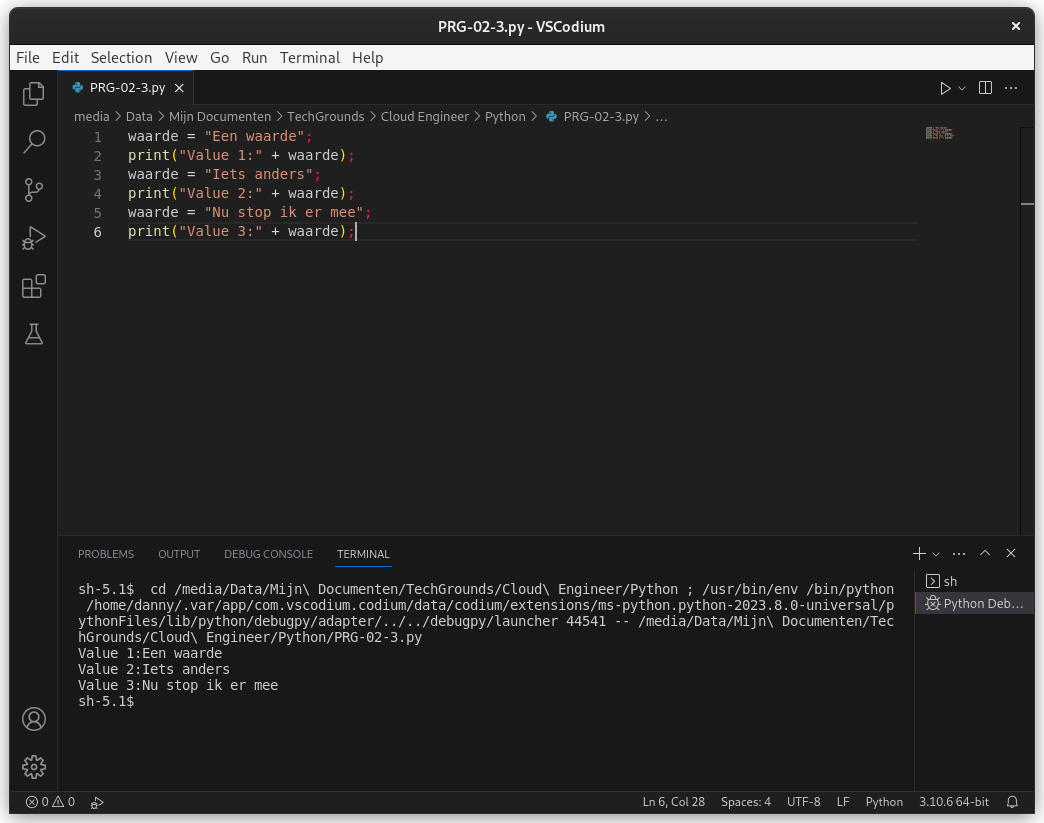 PRG-02-3.py - VSCodium
File Edit Selection View Go Run Terminal Help
PRG-02-3.py
media > Data > Mijn Documenten > TechGrounds > Cloud Engineer > Python > PRG-02-3.py > ...
1 waarde = "Een waarde";
2 print("Value 1:" + waarde);
3 waarde = "Iets anders";
4 print("Value 2:" + waarde);
5 waarde = "Nu stop ik er mee";
6 print("Value 3:" + waarde);
PROBLEMS OUTPUT DEBUG CONSOLE TERMINAL
sh-5.1$  cd /media/Data/Mijn\ Documenten/TechGrounds/Cloud\ Engineer/Python ; /usr/bin/env /bin/python
/home/danny/.var/app/com.vscodium.codium/data/codium/extensions/ms-python.python-2023.8.0-universal/p
ythonFiles/lib/python/debugpy/adapter/../../debugpy/launcher 44541 -- /media/Data/Mijn\ Documenten/Tec
hGrounds/Cloud\ Engineer/Python/PRG-02-3.py
Value 1:Een waarde
Value 2:Iets anders
Value 3:Nu stop ik er mee
sh-5.1$
sh
Python Deb...
0 0
Ln 6, Col 28 Spaces: 4 UTF-8 LF Python 3.10.6 64-bit